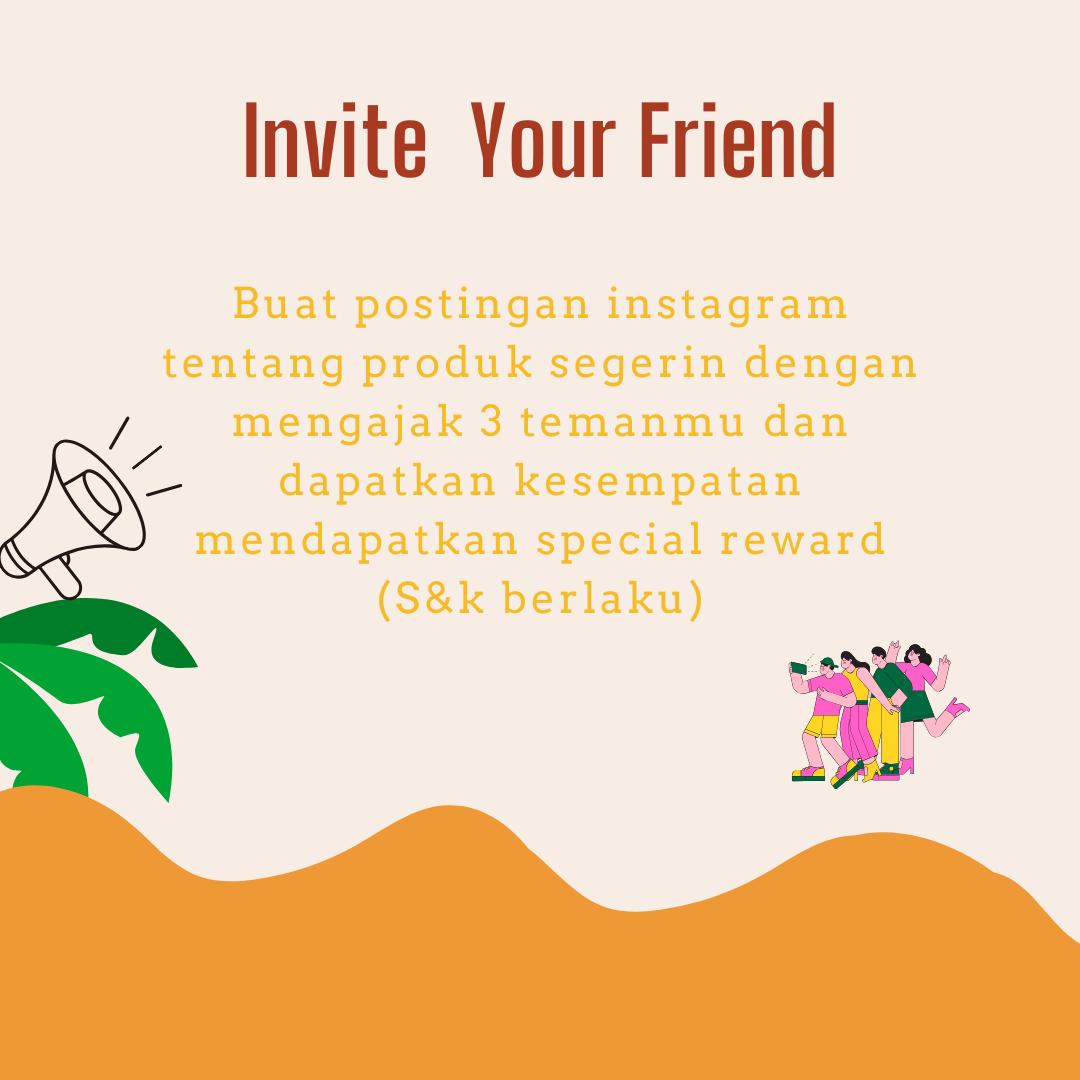 Invite Your Friend
Buat postingan instagram
tentang produk segerin dengan
mengajak 3 temanmu dan
dapatkan kesempatan
mendapatkan special reward
(S&k berlaku)